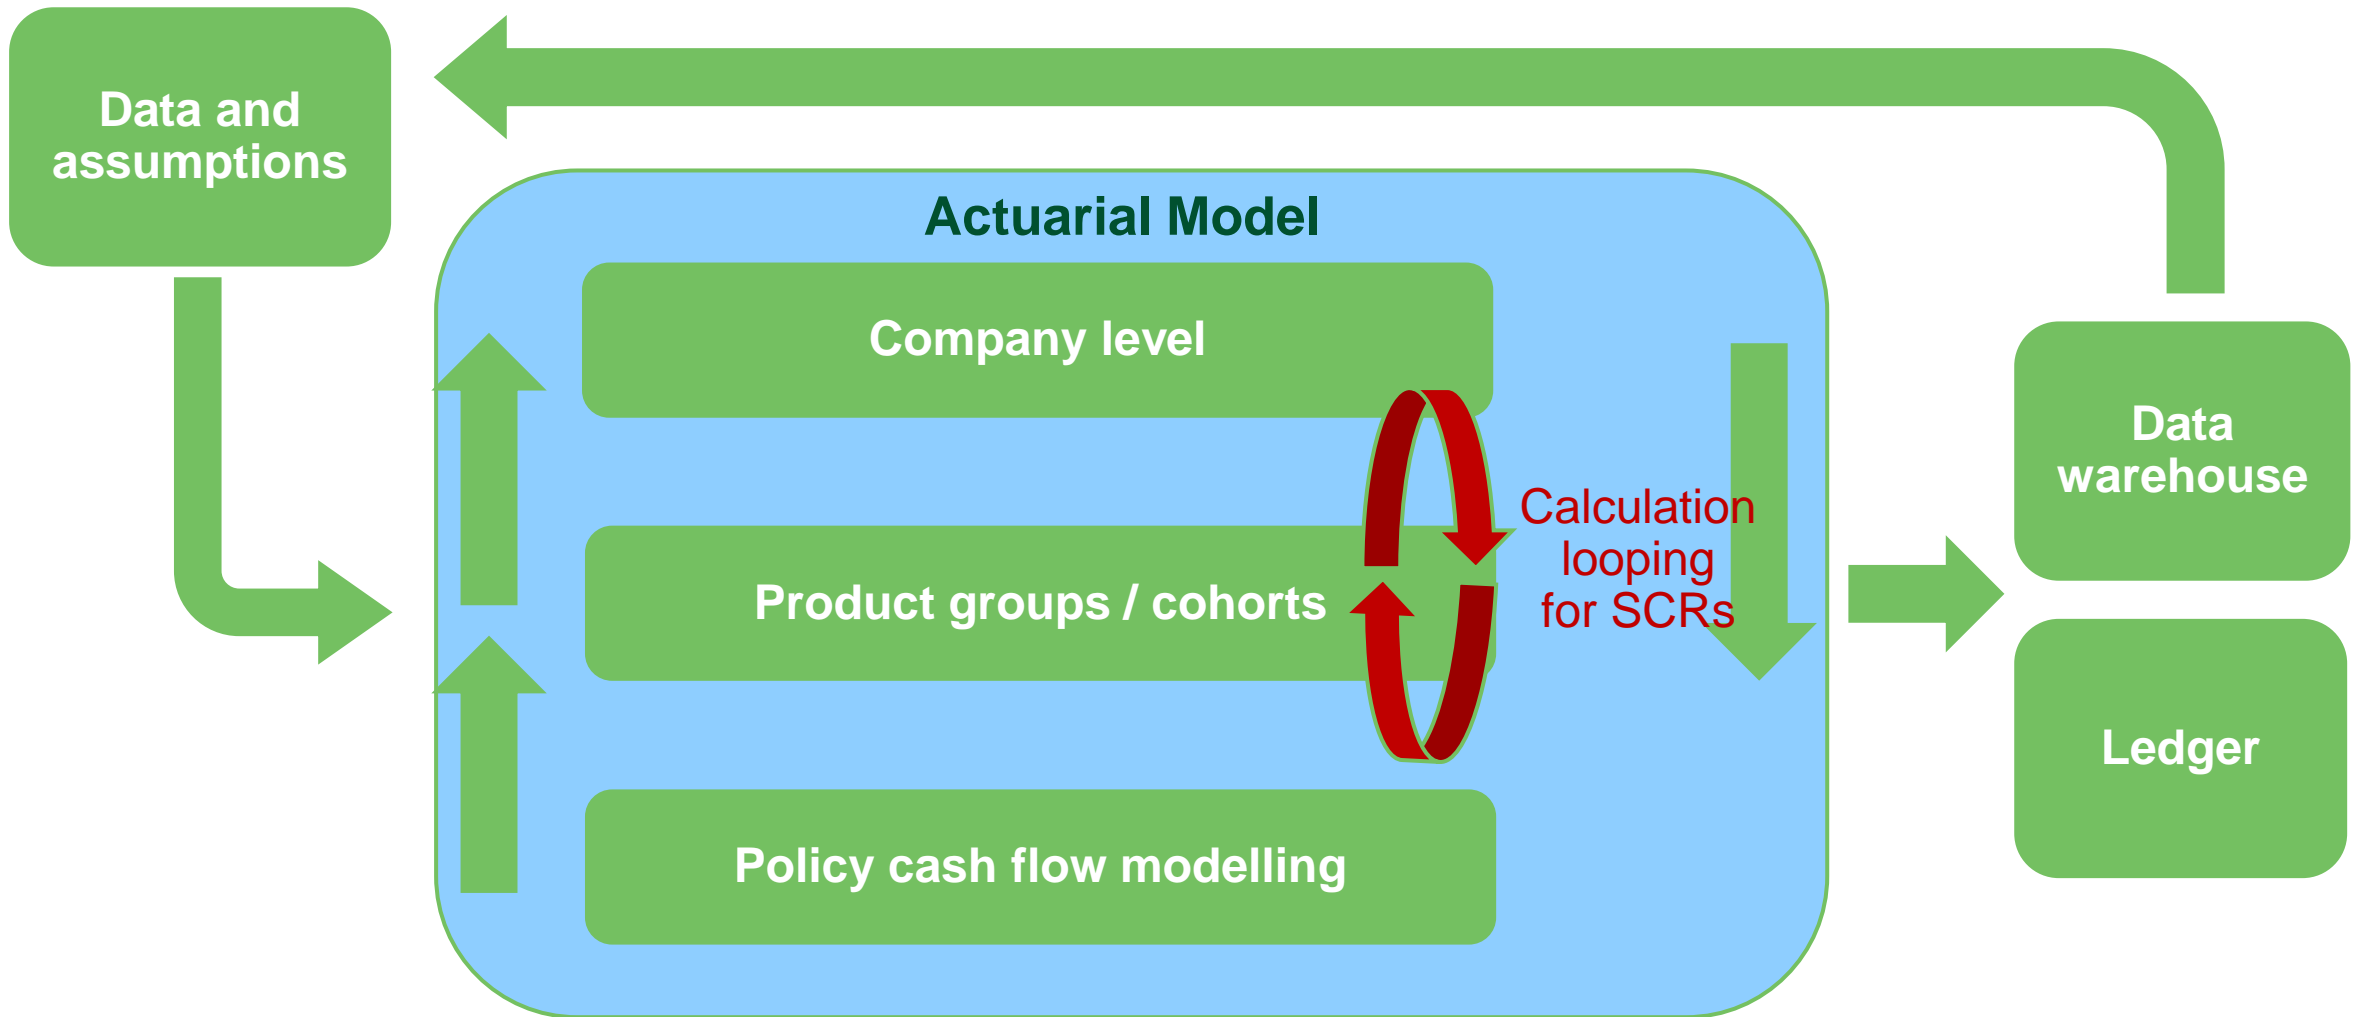 Data and
assumptions
Actuarial Model
Company level
Calculation
looping
for SCRs
Product groups / cohorts
Policy cash flow modelling
Data
warehouse
Ledger